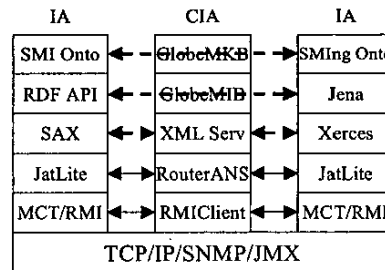 IA CIA IA
SMI Onto GlobeMKB SMIng Onto
RDF API GlobeMIB Jena
SAX XML Serv Xerces
JatLite RouterANS JatLite
MCT/RMI RMIClient MCT/RMI
TCP/IP/SNMP/JMX